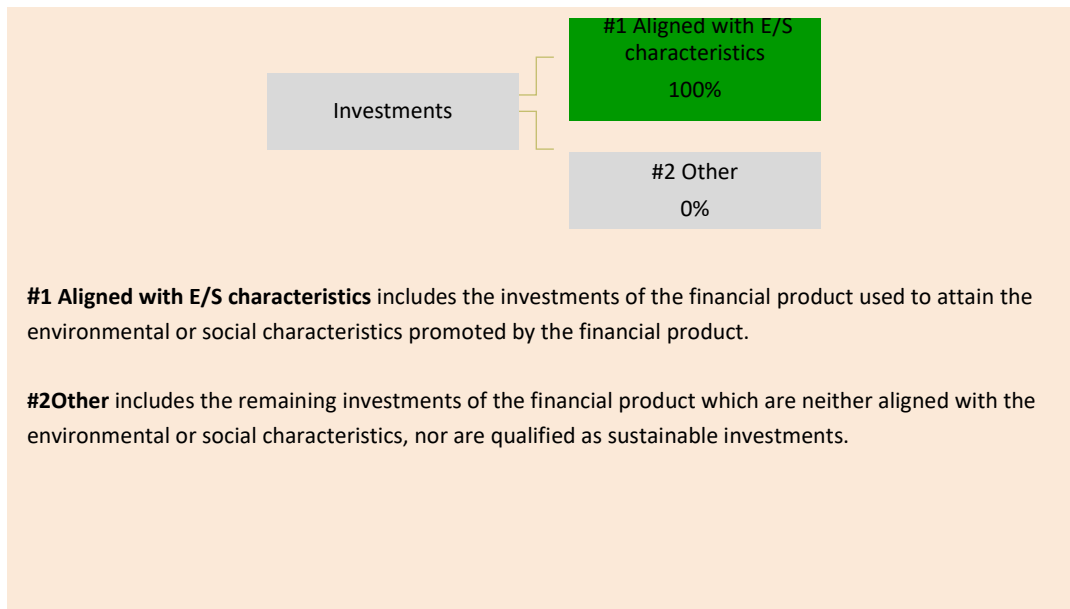 #1 Aligned with E/S
characteristics
100%
Investments
#2 Other
0%
#1 Aligned with E/S characteristics includes the investments of the financial product used to attain the
environmental or social characteristics promoted by the financial product.
#2Other includes the remaining investments of the financial product which are neither aligned with the
environmental or social characteristics, nor are qualified as sustainable investments.